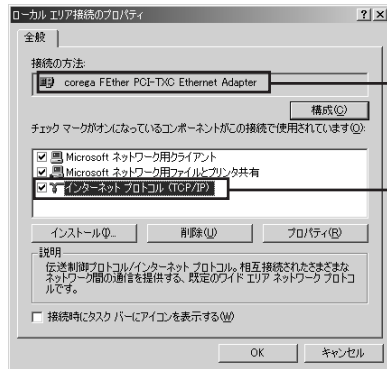 ローカル エリア接続のプロパティ
全般
接続の方法:
corega FEther PCI-TXC Ethernet Adapter
構成(C)
チェック マークがオンになっているコンポーネントがこの接続で使用されています(O):
Microsoft ネットワーク用クライアント
Microsoft ネットワーク用ファイルとプリンタ共有
インターネット プロトコル (TCP/IP)
インストール(I)...
削除(U)
プロパティ(R)
説明
伝送制御プロトコル/インターネット プロトコル。相互接続されたさまざまな
ネットワーク間の通信を提供する、既定のワイド エリア ネットワーク プロトコ
ルです。
接続時にタスク バーにアイコンを表示する(W)
OK
キャンセル